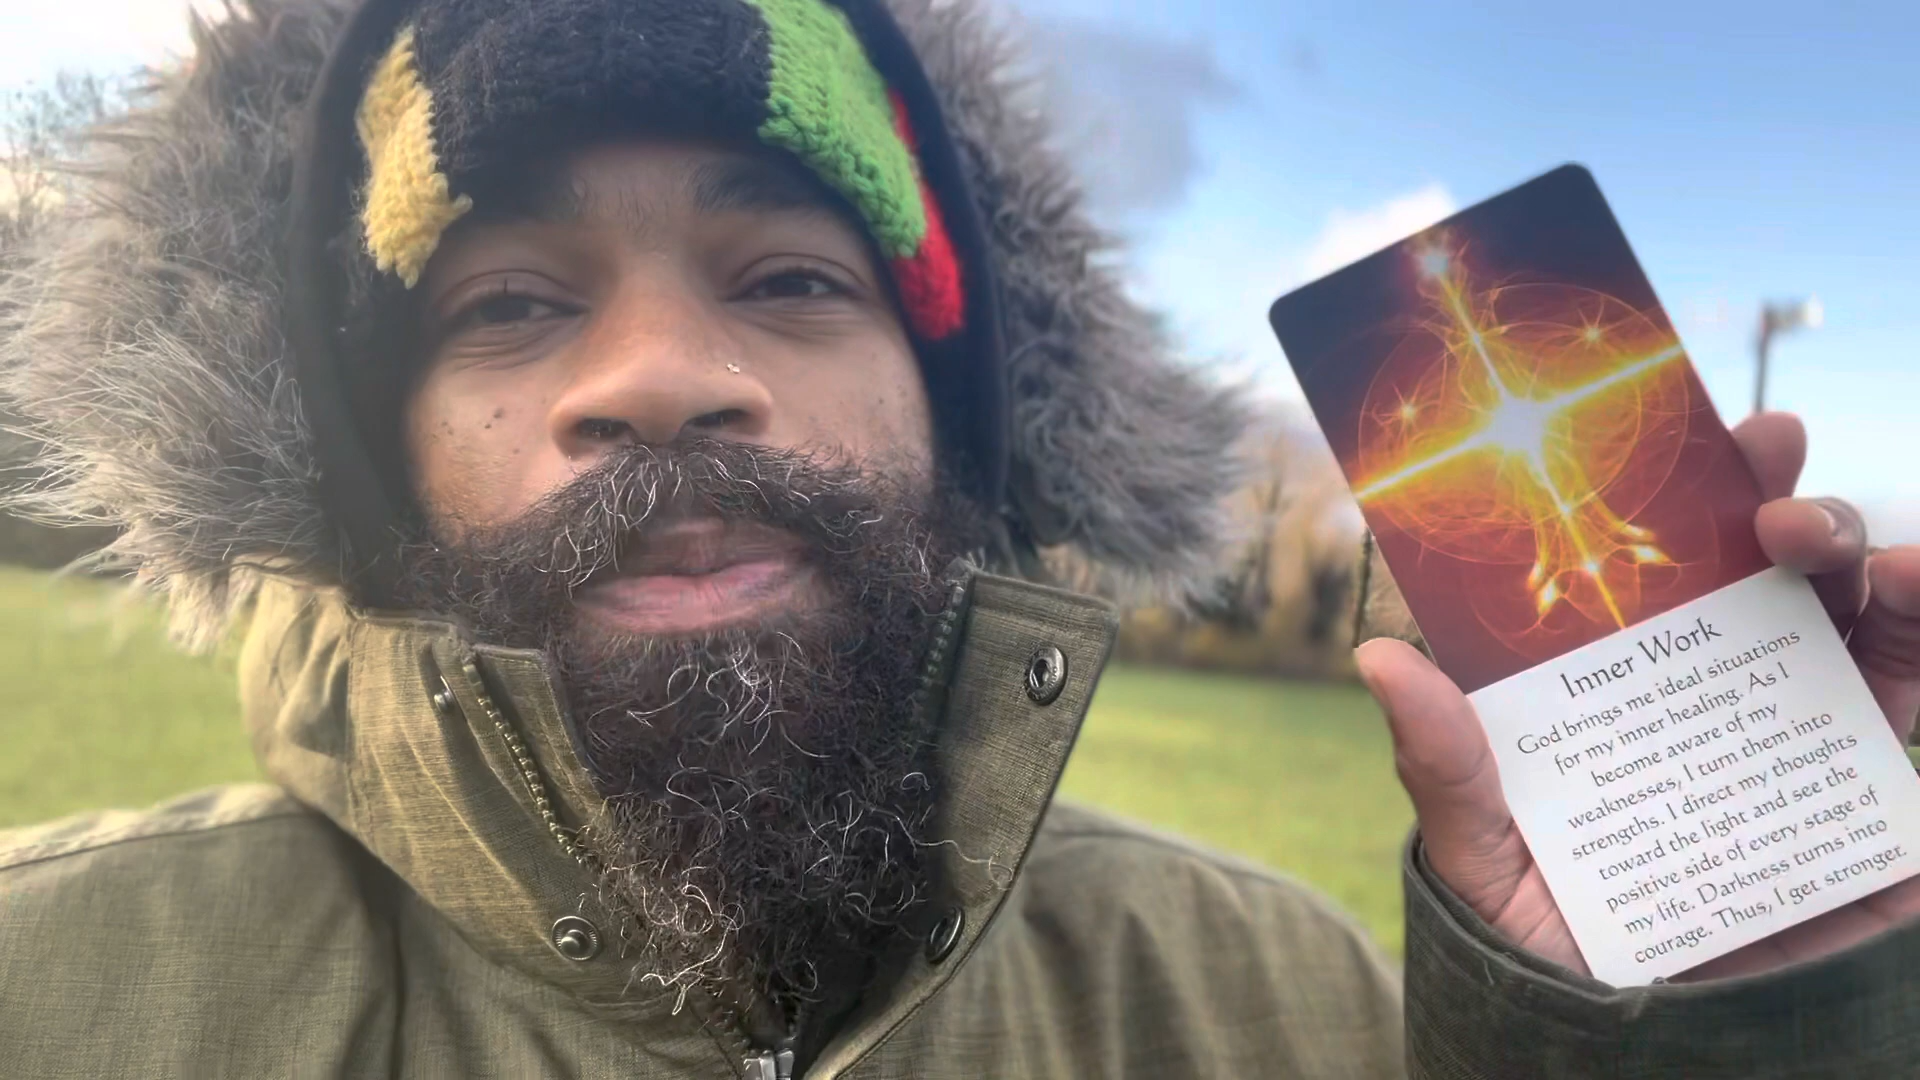 Inner Work
God brings me ideal situations
for my inner healing. As I
become aware of my
weaknesses, I turn them into
strengths. I direct my thoughts
toward the light and see the
positive side of every stage of
my life. Darkness turns into
courage. Thus, I get stronger.